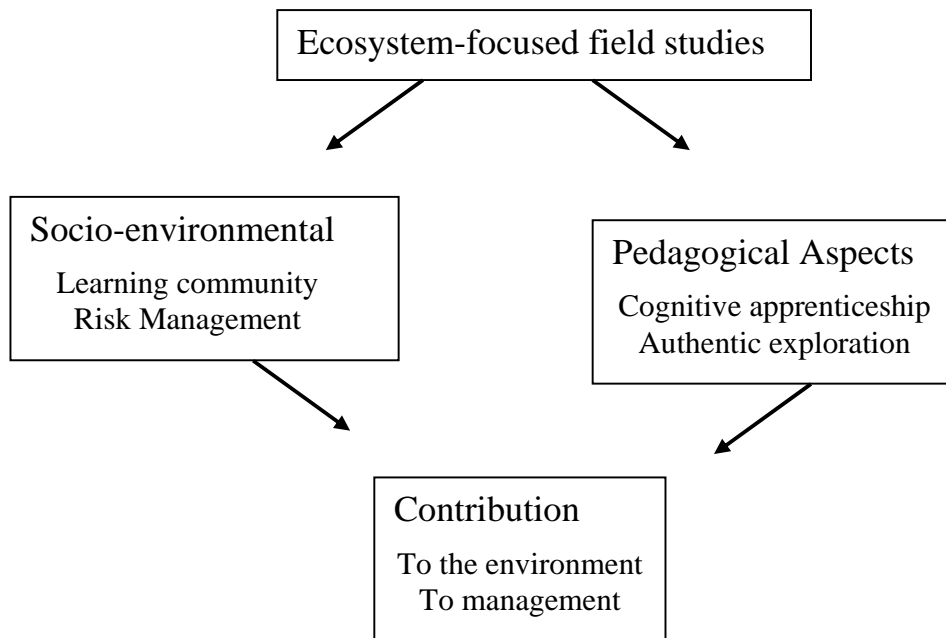 Ecosystem-focused field studies
Socio-environmental
Learning community
Risk Management
Pedagogical Aspects
Cognitive apprenticeship
Authentic exploration
Contribution
To the environment
To management